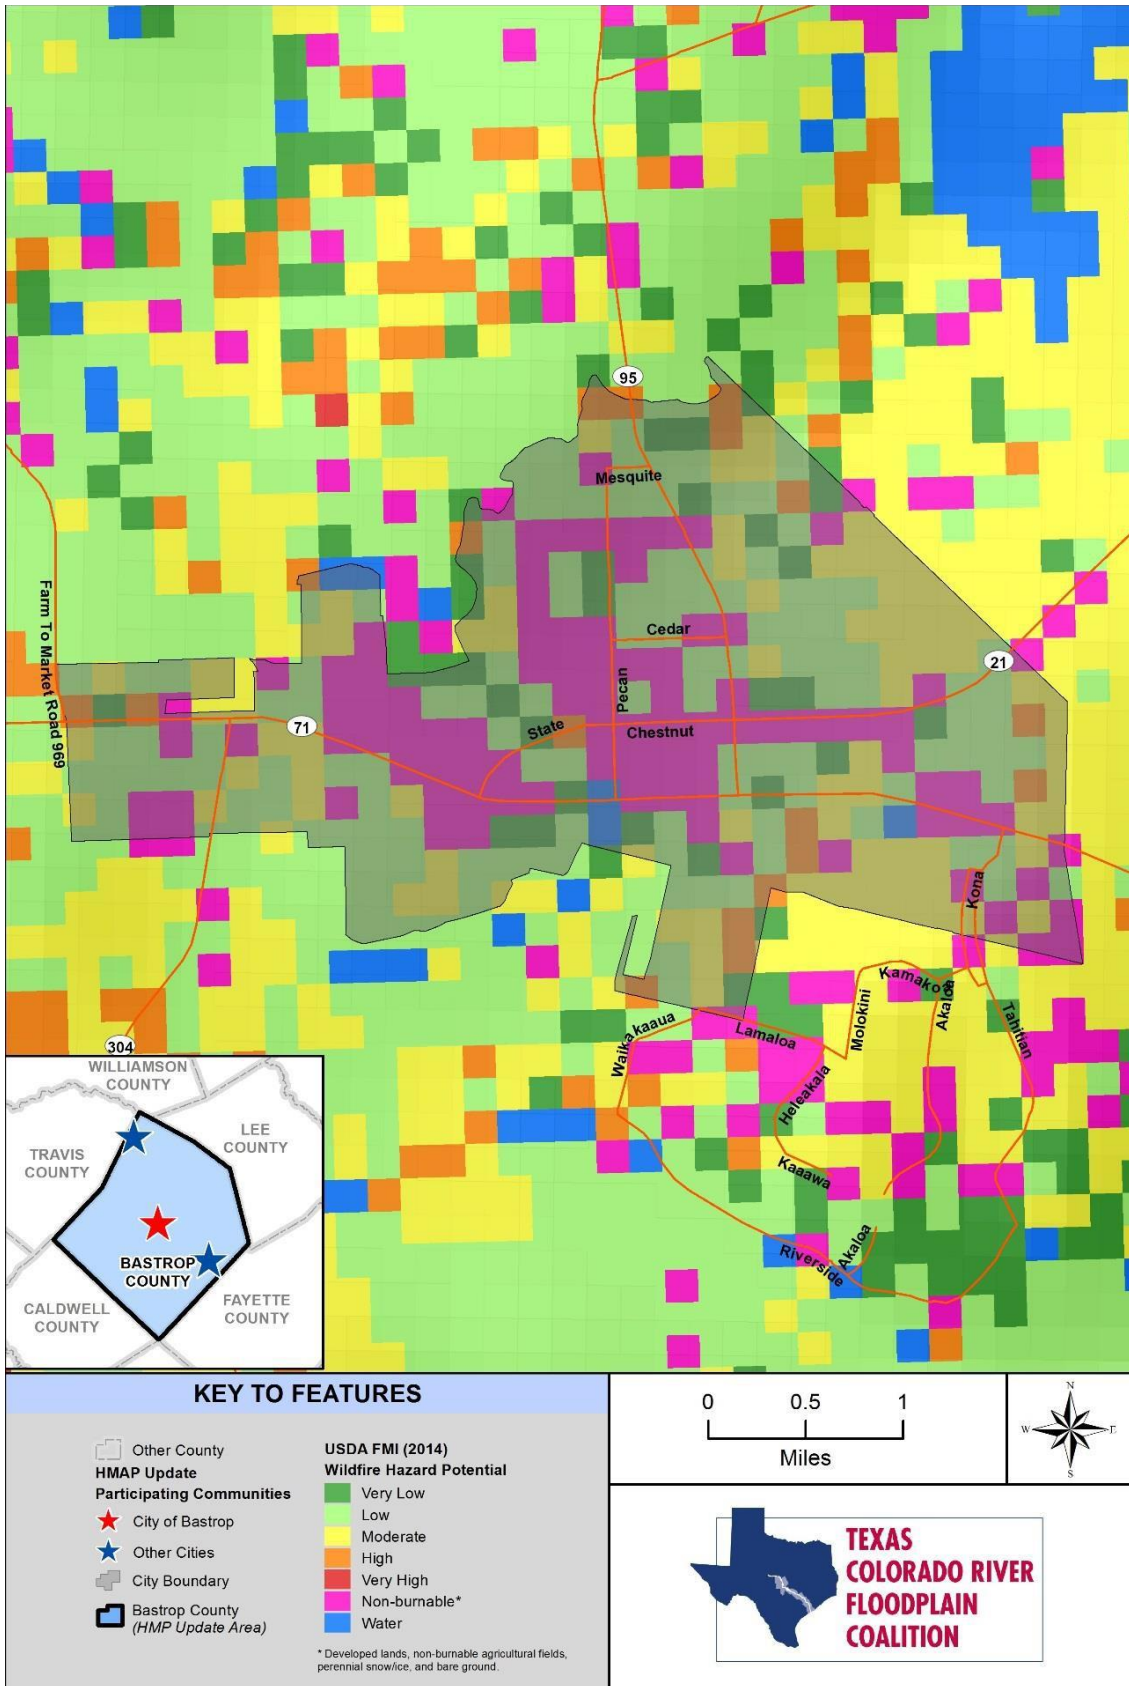 95
Mesquite
Farm To Market Road 969
Cedar
21
Pecan
71
State
Chestnut
Kona
Kamako
Akaloa
Molokini
Tahitian
Waikakaaua
Lamaloa
304
Heleakala
Kaaawa
Akaloa
Riverside
WILLIAMSON
COUNTY
LEE
COUNTY
TRAVIS
COUNTY
BASTROP
COUNTY
CALDWELL
COUNTY
FAYETTE
COUNTY
KEY TO FEATURES
Other County
HMAP Update
Participating Communities
City of Bastrop
Other Cities
City Boundary
Bastrop County
(HMP Update Area)
USDA FMI (2014)
Wildfire Hazard Potential
Very Low
Low
Moderate
High
Very High
Non-burnable*
Water
* Developed lands, non-burnable agricultural fields,
perennial snow/ice, and bare ground.
0 0.5 1
Miles
N
W E
S
TEXAS
COLORADO RIVER
FLOODPLAIN
COALITION